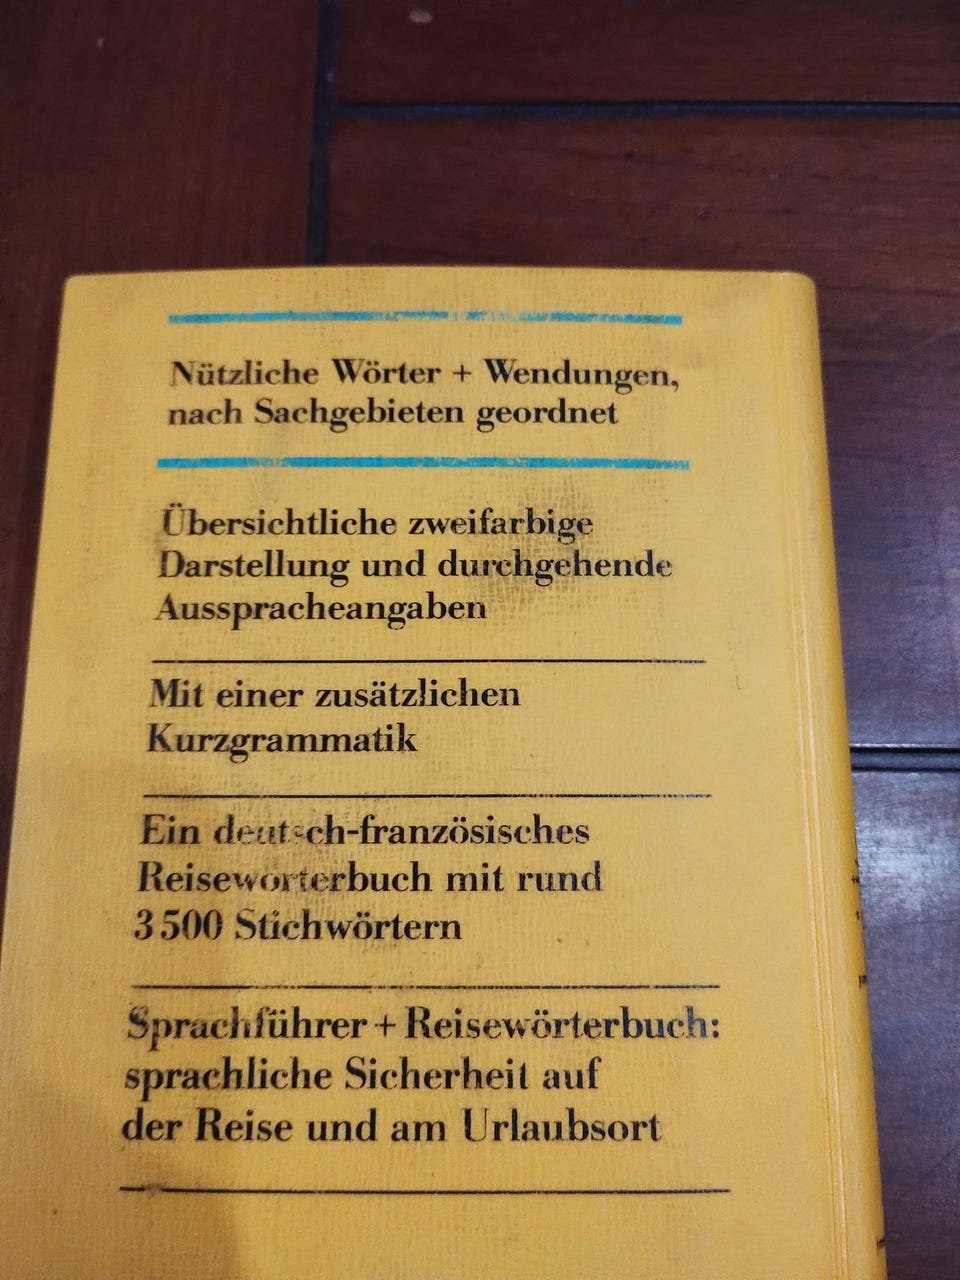 Nützliche Wörter + Wendungen,
nach Sachgebieten geordnet
Übersichtliche zweifarbige
Darstellung und durchgehende
Ausspracheangaben
Mit einer zusätzlichen
Kurzgrammatik
Ein deutsch-französisches
Reisewörterbuch mit rund
3500 Stichwörtern
Sprachführer + Reisewörterbuch:
sprachliche Sicherheit auf
der Reise und am Urlaubsort